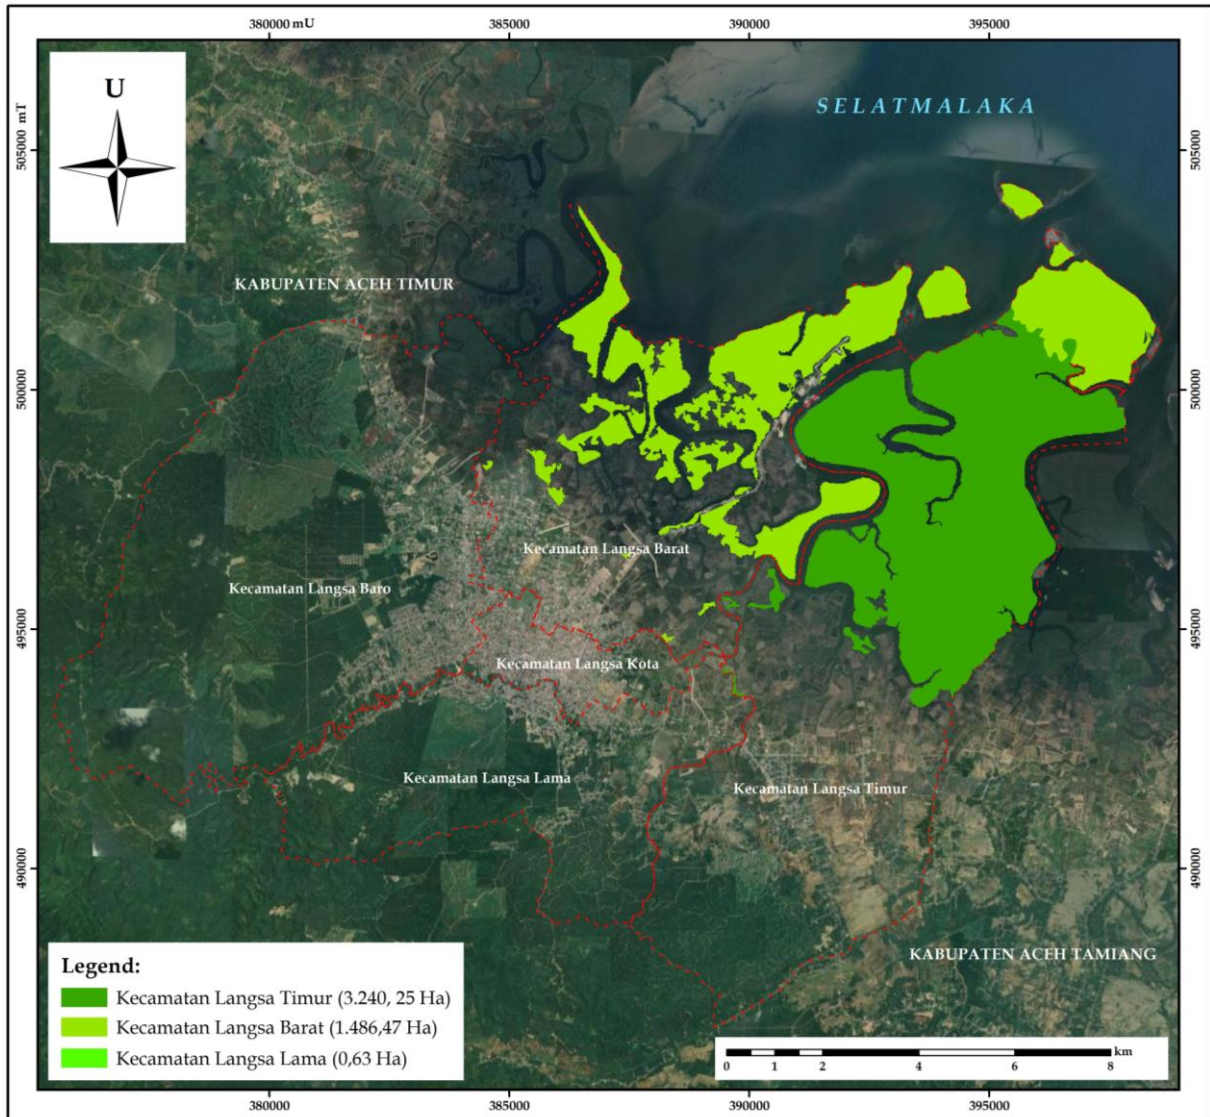 380000 mU
385000
390000
395000
U
505000 mT
505000
SELATMALAKA
KABUPATEN ACEH TIMUR
500000
500000
Kecamatan Langsa Barat
Kecamatan Langsa Baro
495000
495000
Kecamatan Langsa Kota
Kecamatan Langsa Lama
Kecamatan Langsa Timur
490000
490000
KABUPATEN ACEH TAMIANG
Legend:
Kecamatan Langsa Timur (3.240, 25 Ha)
Kecamatan Langsa Barat (1.486,47 Ha)
Kecamatan Langsa Lama (0,63 Ha)
km
0 1 2 4 6 8
380000
385000
390000
395000